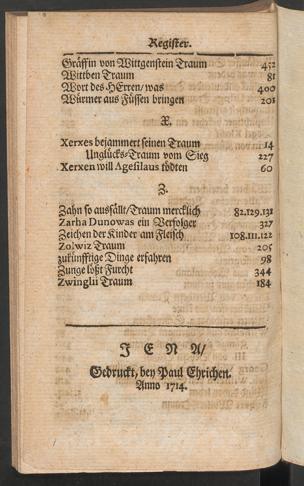 Register.
Gräffin von Wittgenstein Traum 452
Wittben Traum 81
Wort des HErren/was 400
Würmer aus Füssen bringen 201
X.
Xerxes bejammert seinen Traum 14
Unglücks/Traum vom Sieg 227
Xerxen will Agesilaus tödten 60
Z.
Zahn so ausfällt/Traum mercklich 82.129.131
Zarha Dunowas ein Verfolger 327
Zeichen der Kinder am Fleisch 108.111.122
Zolwiz Traum 205
zukünfftige Dinge erfahren 98
Zunge lößt Furcht 344
Zwinglii Traum 184
JENA/
Gedruckt, bey Paul Ehrichen.
Anno 1714.